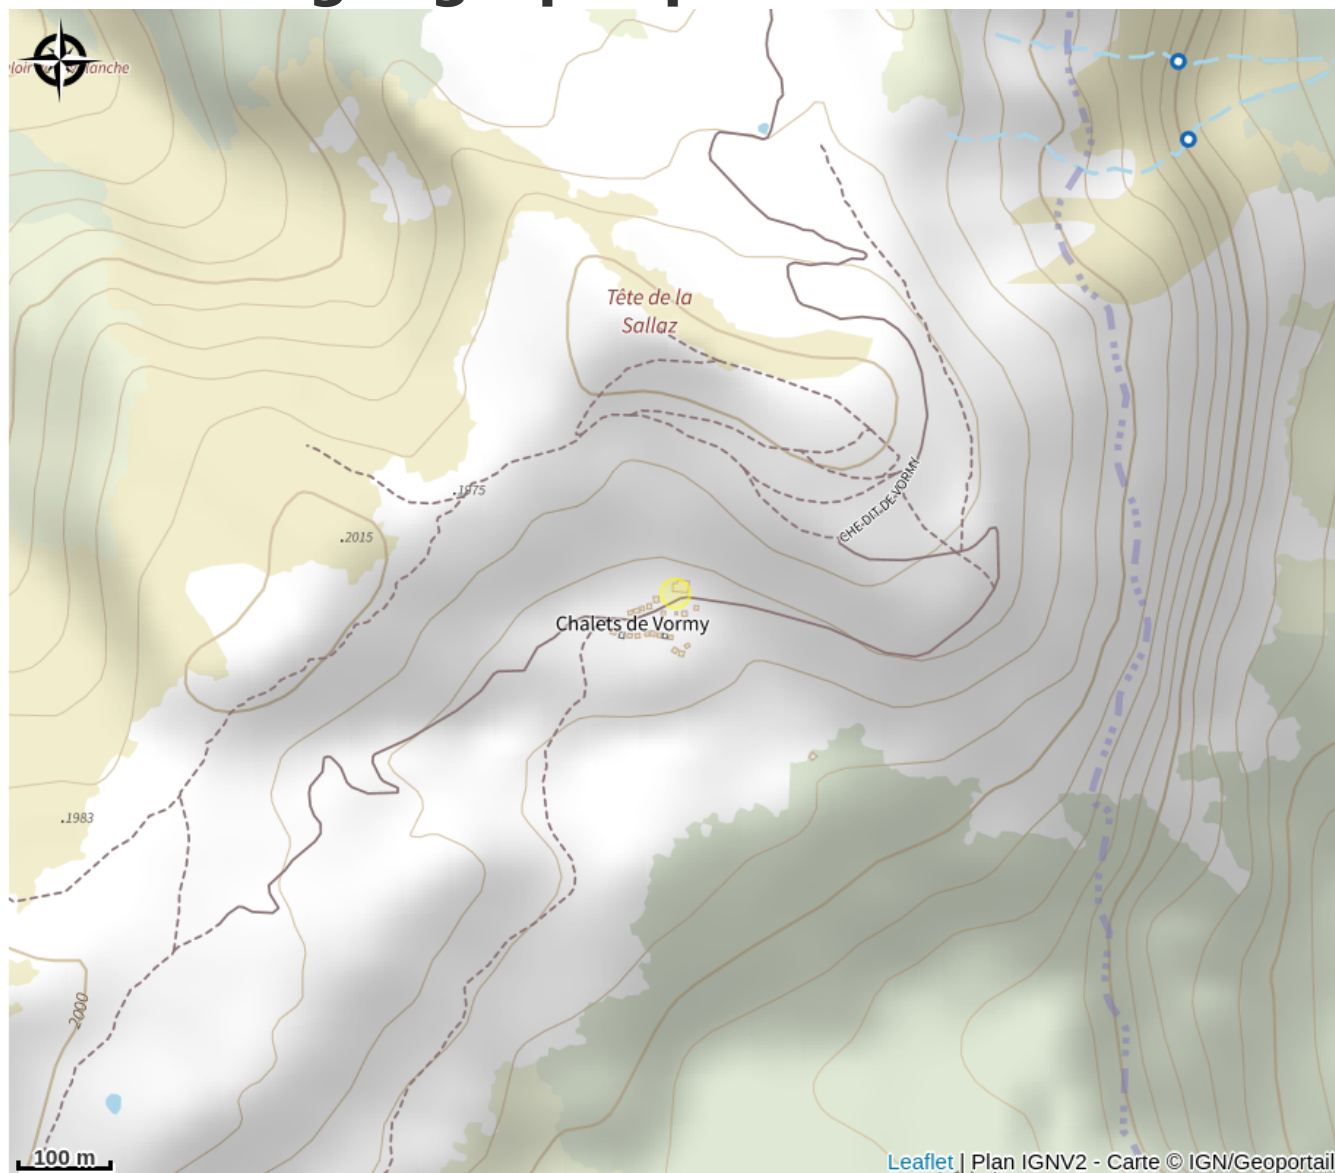 Tête de la
Sallaz
.1975
.2015
CHE DIT DE VORMY
Chalets de Vormy
.1983
2000
100 m
Leaflet | Plan IGNV2 - Carte © IGN/Geoportail